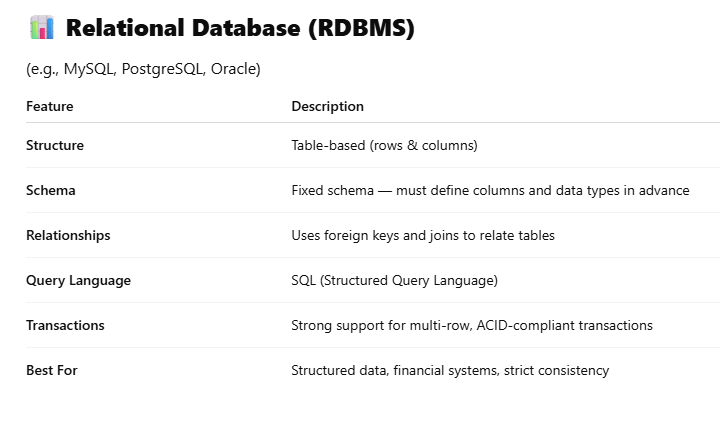 Relational Database (RDBMS)
(e.g., MySQL, PostgreSQL, Oracle)
Feature Description
Structure Table-based (rows & columns)
Schema Fixed schema — must define columns and data types in advance
Relationships Uses foreign keys and joins to relate tables
Query Language SQL (Structured Query Language)
Transactions Strong support for multi-row, ACID-compliant transactions
Best For Structured data, financial systems, strict consistency